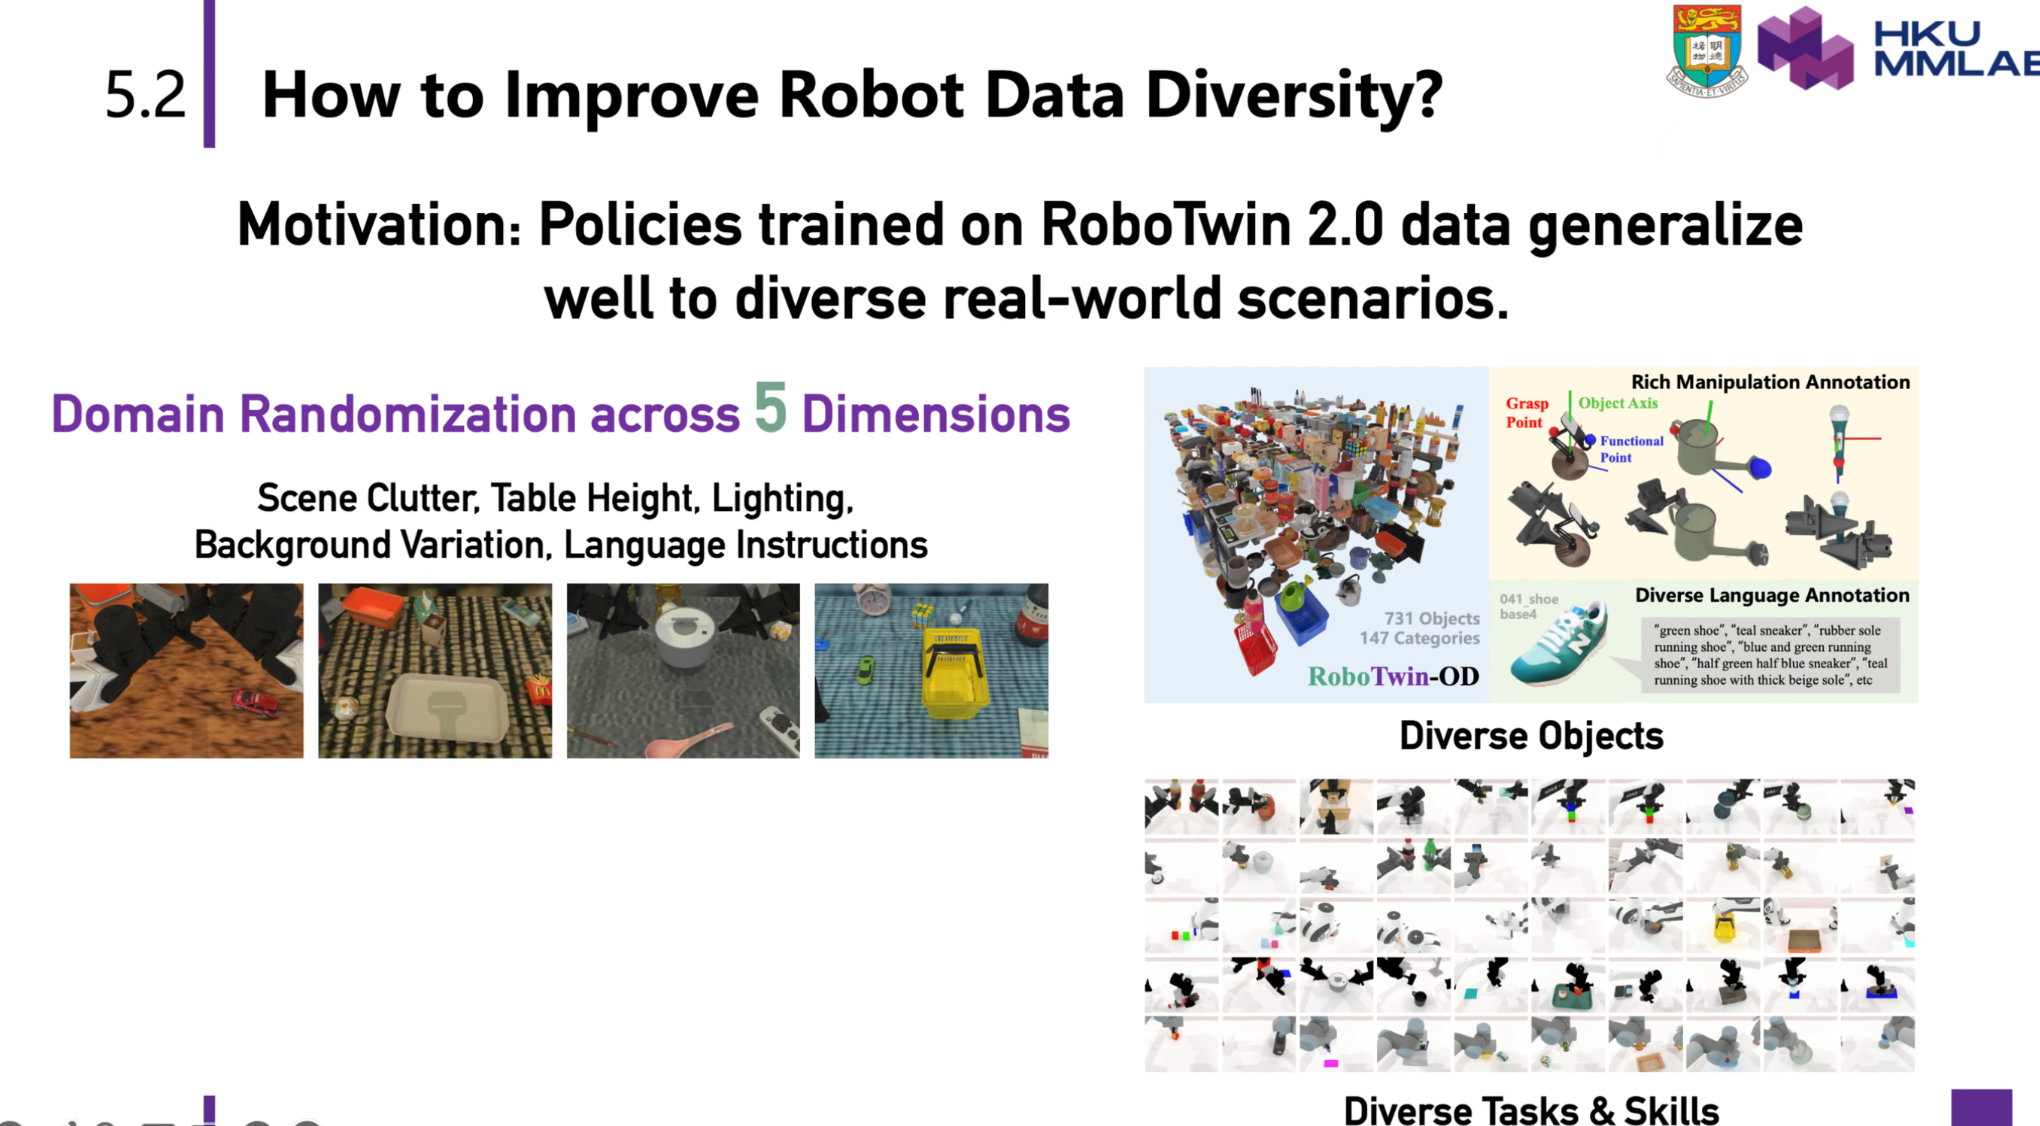 5.2
How to Improve Robot Data Diversity?
HKU
MMLAB
Motivation: Policies trained on RoboTwin 2.0 data generalize
well to diverse real-world scenarios.
Domain Randomization across 5 Dimensions
Scene Clutter, Table Height, Lighting,
Background Variation, Language Instructions
731 Objects
147 Categories
RoboTwin-OD
Rich Manipulation Annotation
Grasp
Point
Object Axis
Functional
Point
041_shoe
base4
Diverse Language Annotation
"green shoe", "teal sneaker", "rubber sole
running shoe", "blue and green running
shoe", "half green half blue sneaker", "teal
running shoe with thick beige sole", etc
Diverse Objects
Diverse Tasks & Skills